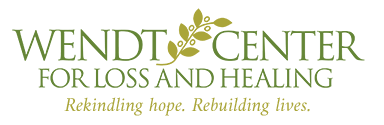 WENDT CENTER
FOR LOSS AND HEALING
Rekindling hope. Rebuilding lives.